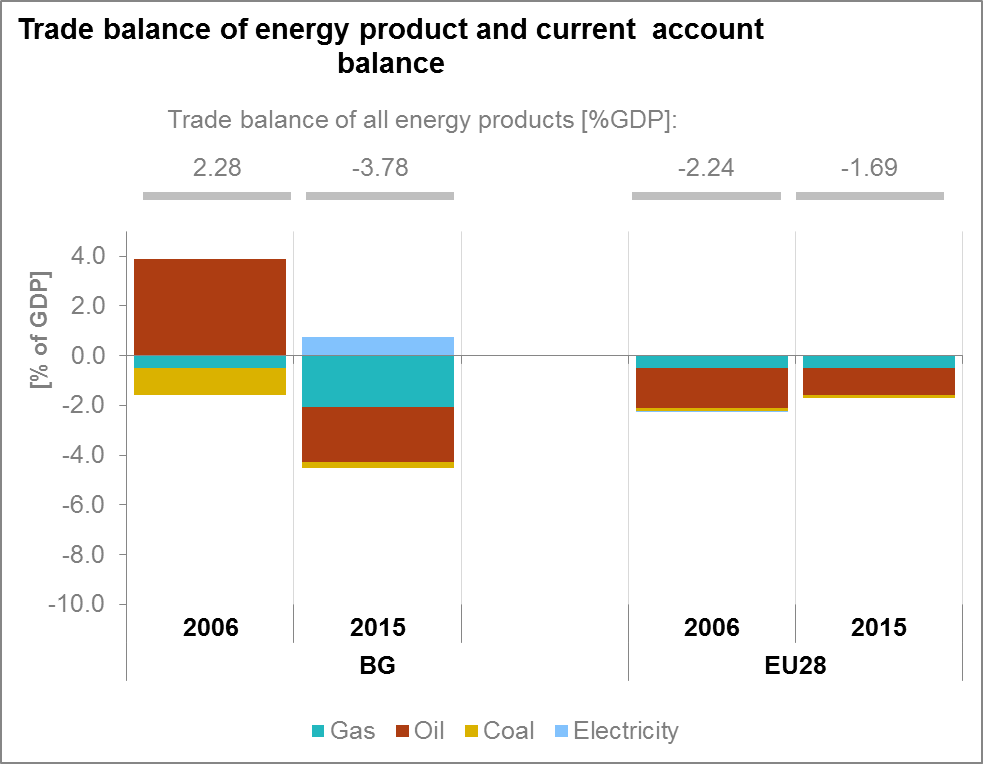 Trade balance of energy product and current  account
balance
Trade balance of all energy products [%GDP]:
2.28 -3.78 -2.24 -1.69
[% of GDP]
4.0
2.0
0.0
-2.0
-4.0
-6.0
-8.0
-10.0
2006 2015 2006 2015
BG EU28
Gas Oil Coal Electricity